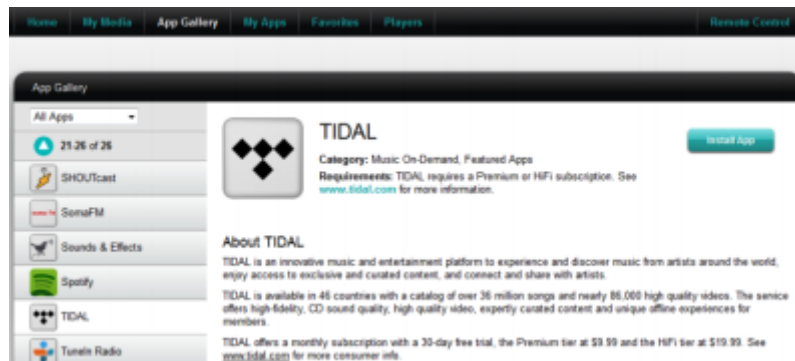 Home My Media App Gallery My Apps Favorites Players Remote Control
App Gallery
All Apps
21-26 of 26
SHOUTcast
soma fm SomaFM
Sounds & Effects
Spotify
TIDAL
TuneIn Radio
TIDAL
Install App
Category: Music On-Demand, Featured Apps
Requirements: TIDAL requires a Premium or HiFi subscription. See
www.tidal.com for more information.
About TIDAL
TIDAL is an innovative music and entertainment platform to experience and discover music from artists around the world,
enjoy access to exclusive and curated content, and connect and share with artists.
TIDAL is available in 46 countries with a catalog of over 36 million songs and nearly 86,000 high quality videos. The service
offers high-fidelity, CD sound quality, high quality video, expertly curated content and unique offline experiences for
members.
TIDAL offers a monthly subscription with a 30-day free trial, the Premium tier at $9.99 and the HiFi tier at $19.99. See
www.tidal.com for more consumer info.